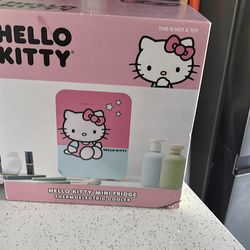 HELLO
KITTY®
THIS IS NOT A TOY
HELLO KITTY
HELLO KITTY MINI FRIDGE
THERMOELECTRIC COOLER